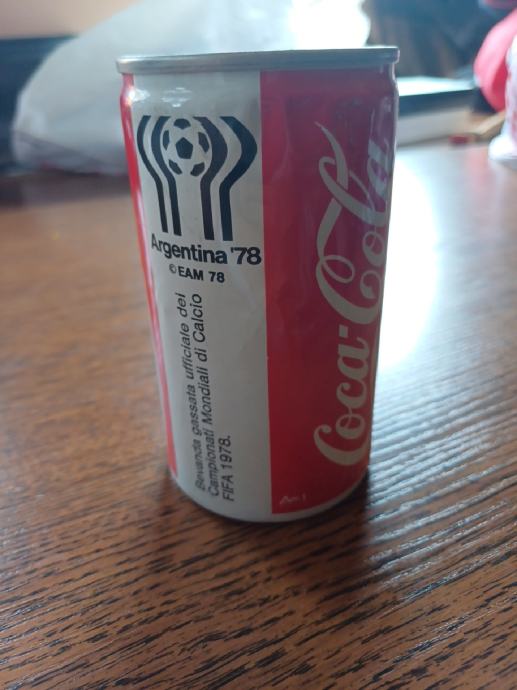 Argentina '78
© EAM 78
Bevanda gassata ufficiale dei
Campionati Mondiali di Calcio
FIFA 1978.
Coca-Cola